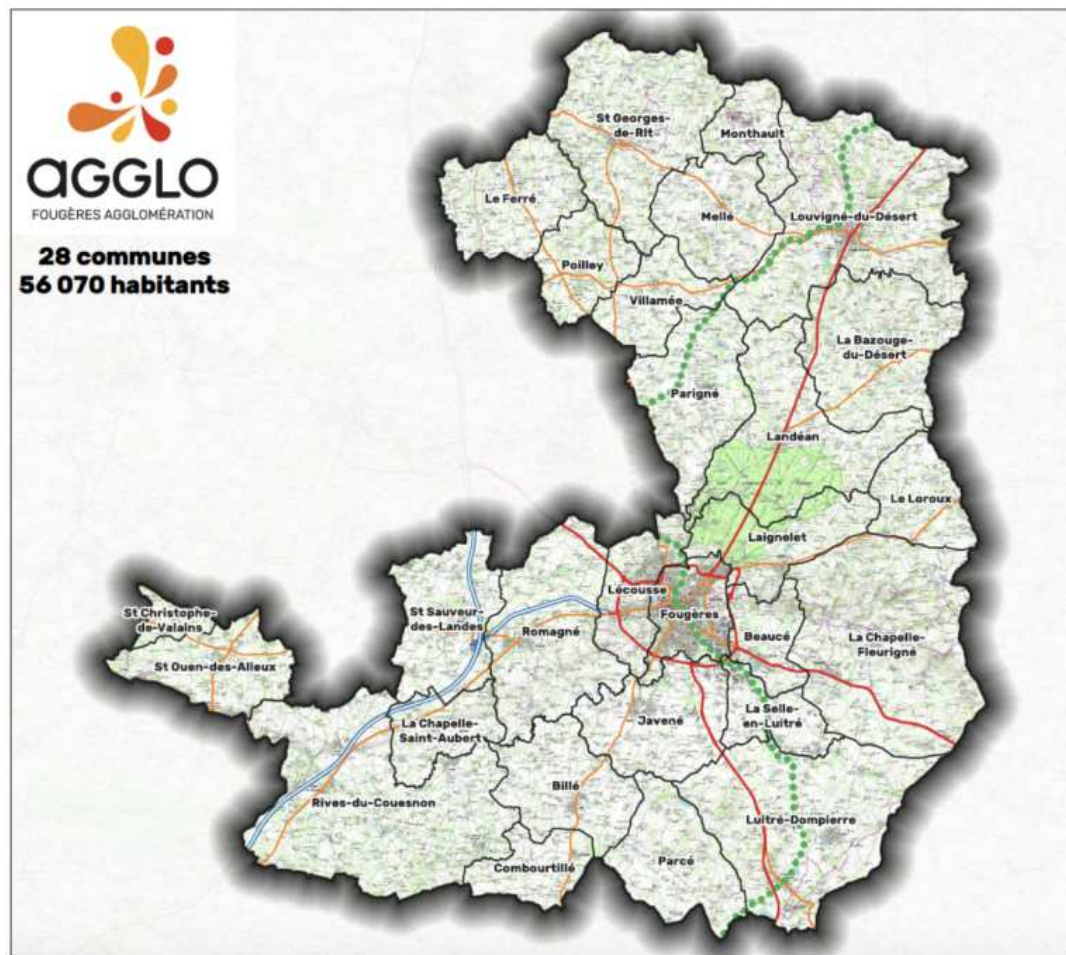 AGGLO
FOUGÈRES AGGLOMÉRATION
28 communes
56 070 habitants
St Georges-
de-Rlt
Monthault
Le Ferré
Mellé
Louvigné-du-Désert
Poilley
Villamée
La Bazouge-
du-Désert
Parigné
Landéan
Le Loroux
Laignelet
Lécousse
Fougères
Beaucé
La Chapelle-
Fleurigné
St Christophe-
de-Valains
St Ouen-des-Alleux
St Sauveur-
des-Landes
Romagné
La Chapelle-
Saint-Aubert
Javené
La Selle-
en-Luitré
Rives-du-Couesnon
Billé
Luitré-Dompierre
Combourtillé
Parcé